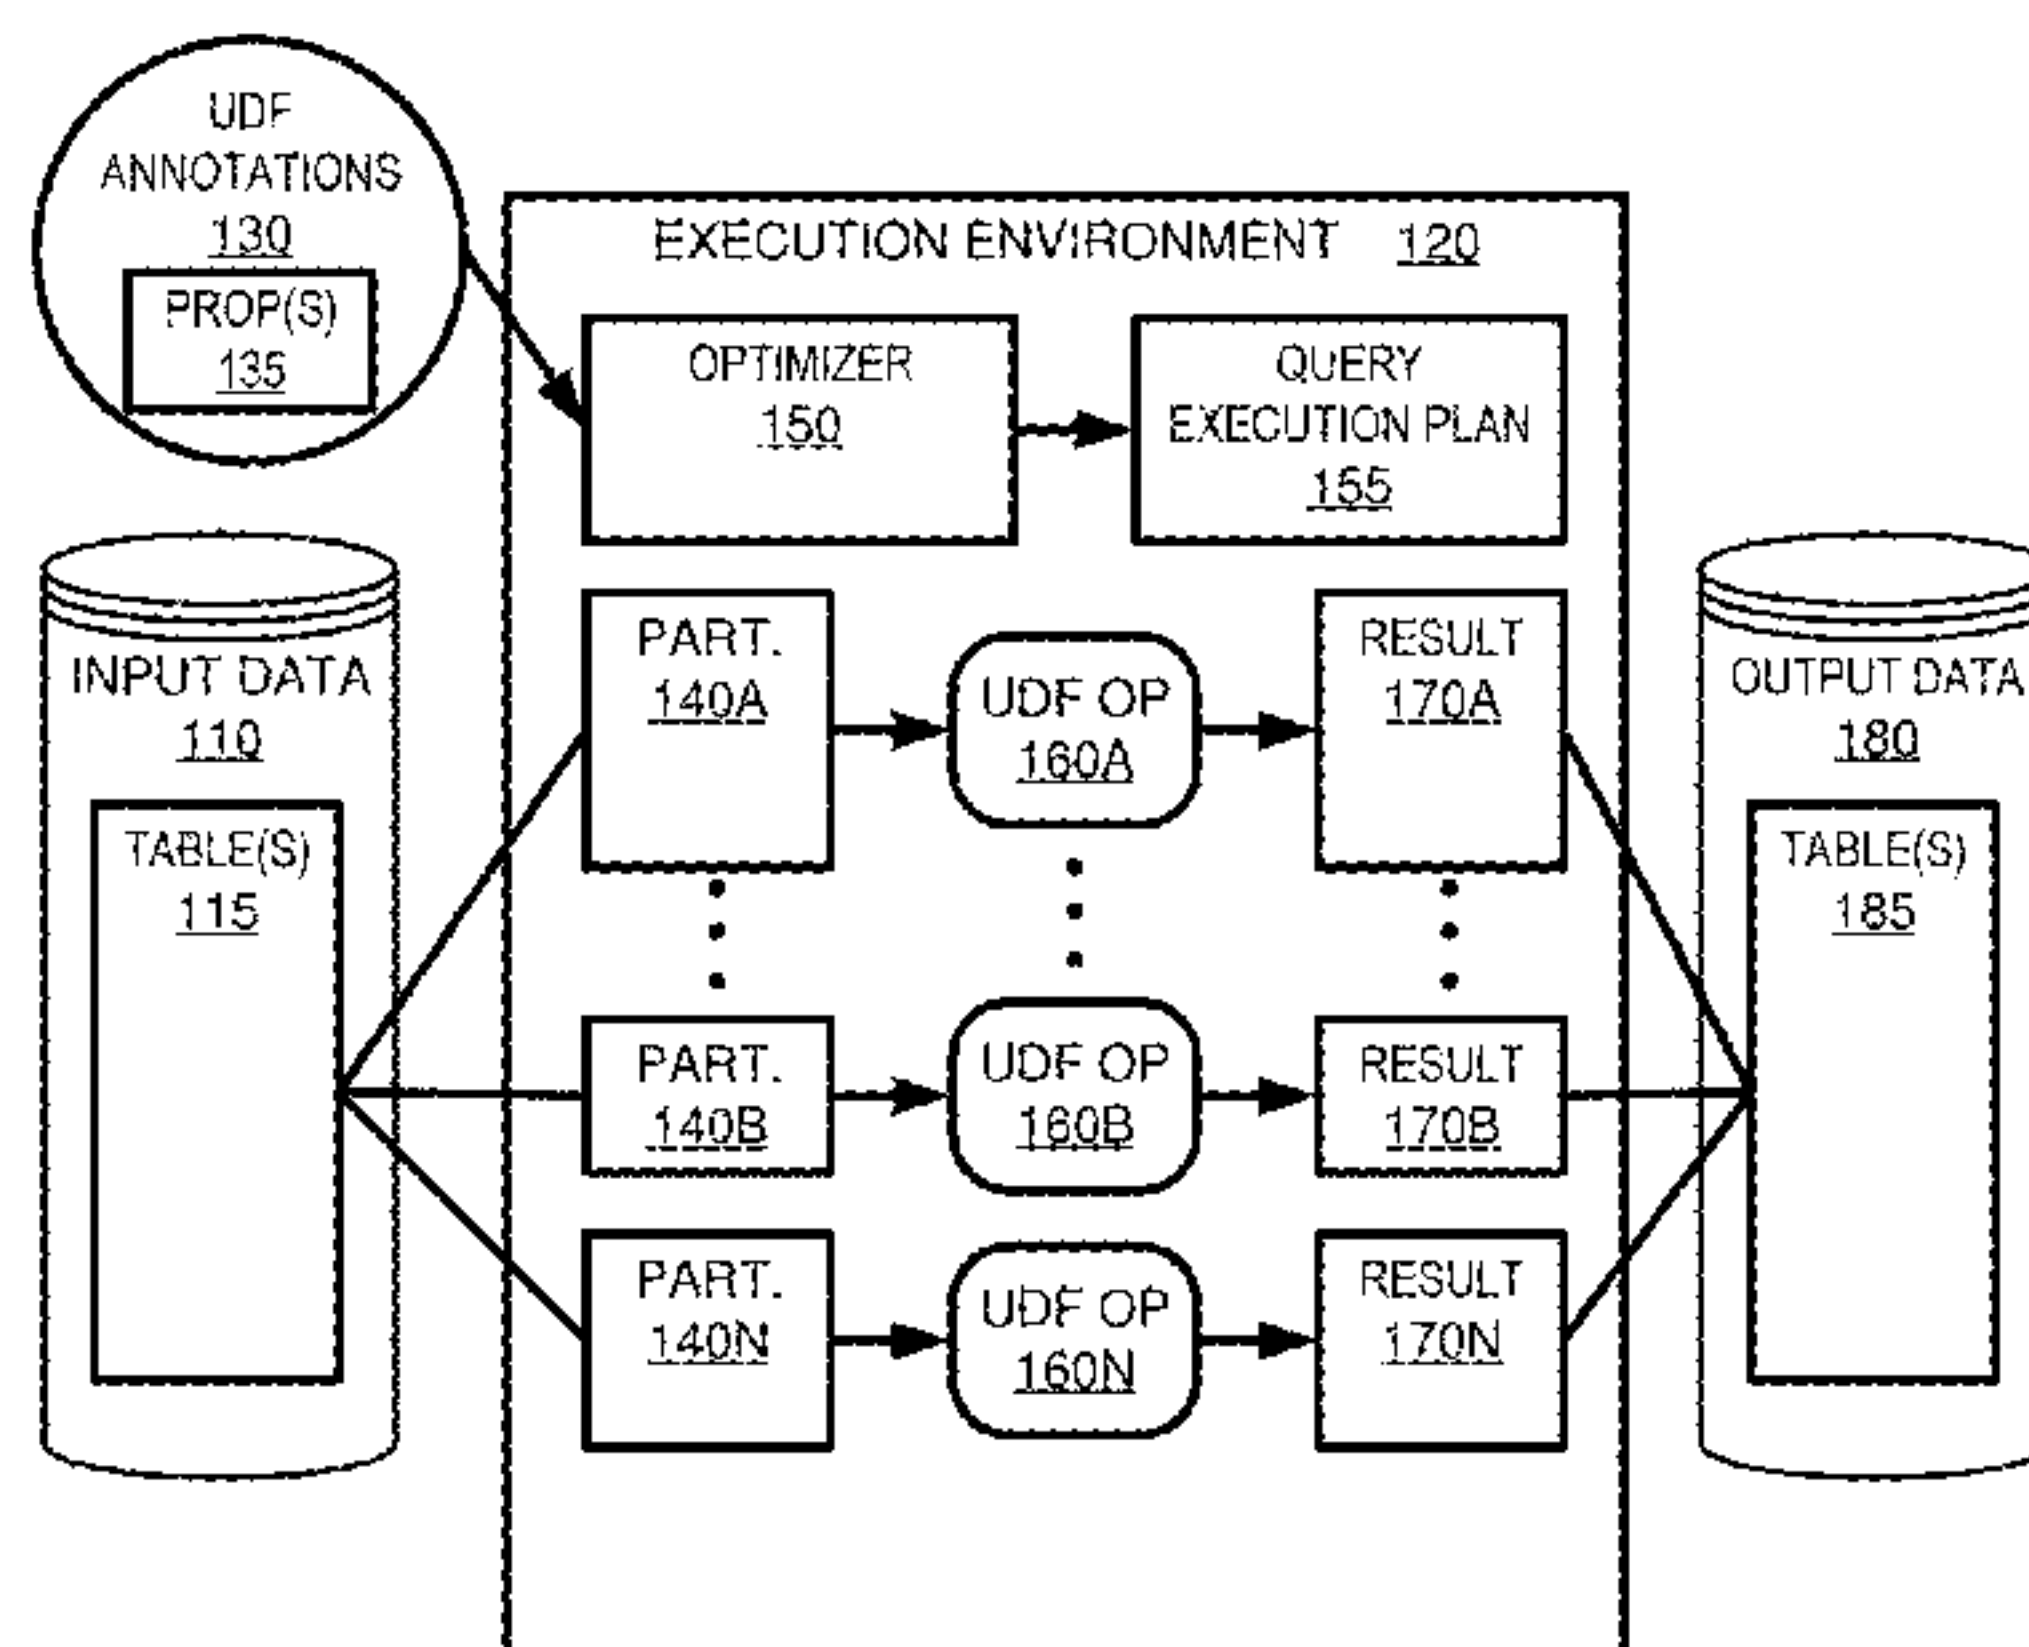 UDF
ANNOTATIONS
130
PROP(S)
135
EXECUTION ENVIRONMENT 120
OPTIMIZER
150
QUERY
EXECUTION PLAN
155
INPUT DATA
110
TABLE(S)
115
PART.
140A
UDF OP
160A
RESULT
170A
PART.
140B
UDF OP
160B
RESULT
170B
PART.
140N
UDF OP
160N
RESULT
170N
OUTPUT DATA
180
TABLE(S)
185